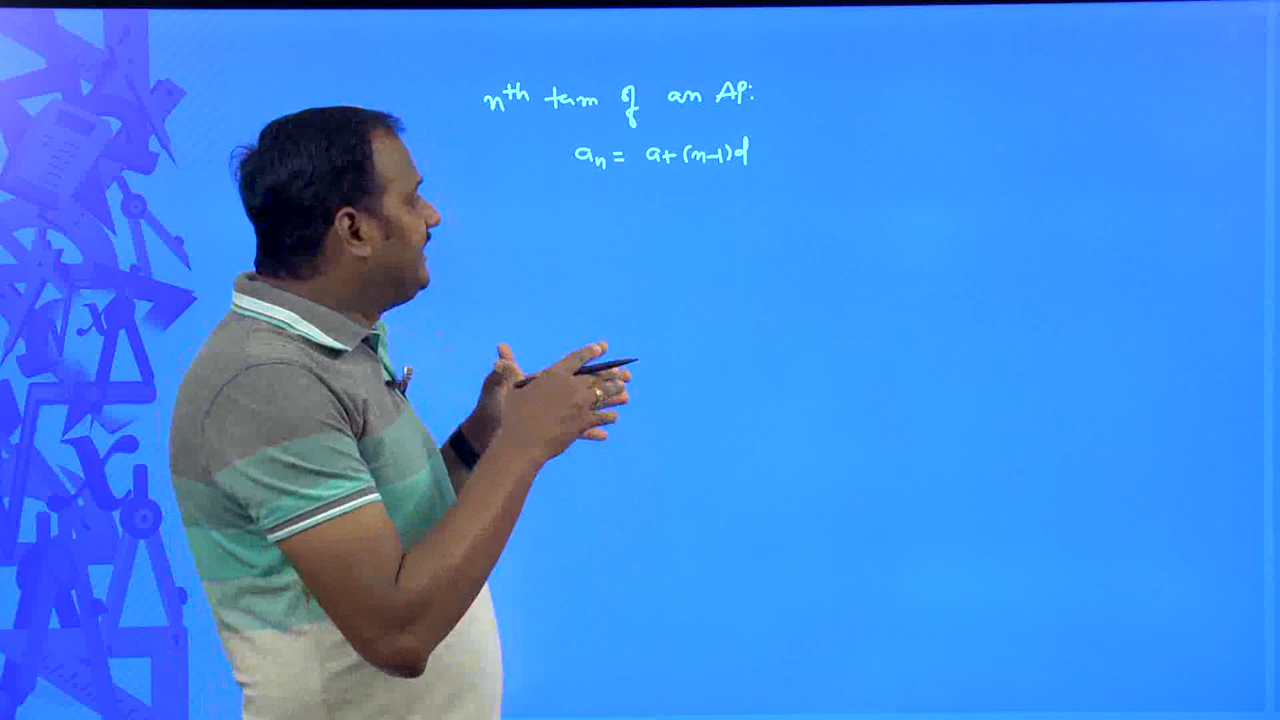 nth term of an AP:
an = a+(n-1)d